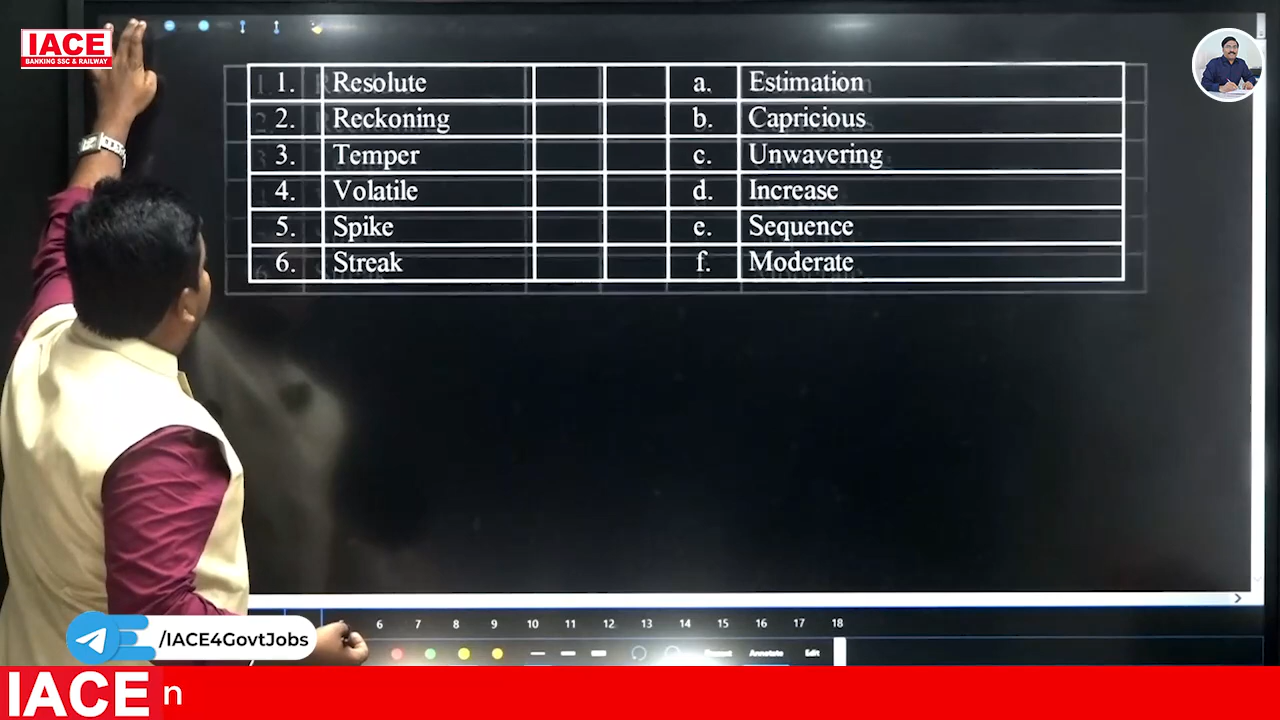 IACE
BANKING SSC & RAILWAY
1. Resolute a. Estimation
2. Reckoning b. Capricious
3. Temper c. Unwavering
4. Volatile d. Increase
5. Spike e. Sequence
6. Streak f. Moderate
6 7 8 9 10 11 12 13 14 15 16 17 18
Annotate Edit
/IACE4GovtJobs
IACE n